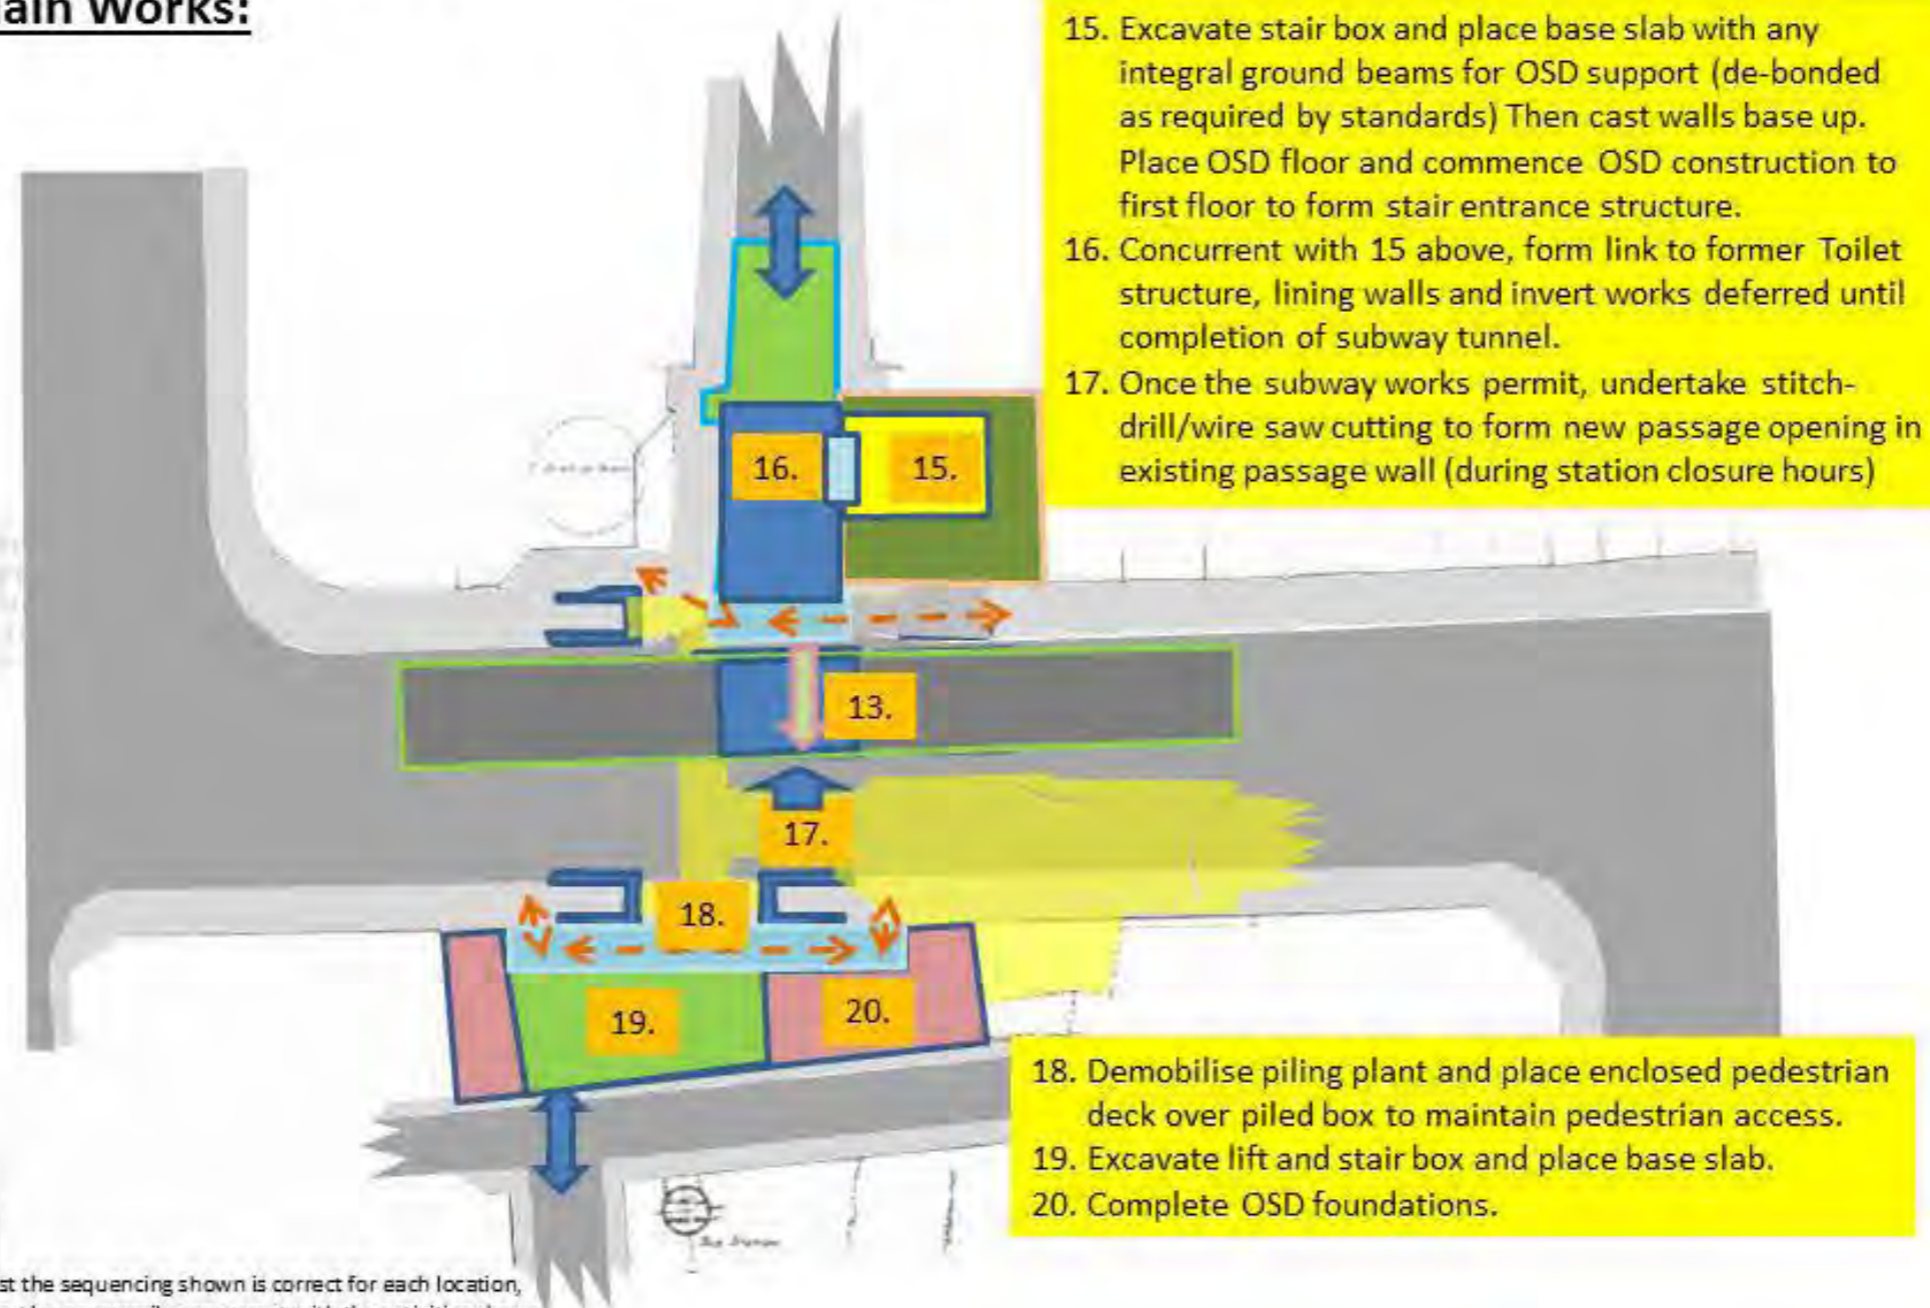 ain Works:
15. Excavate stair box and place base slab with any
integral ground beams for OSD support (de-bonded
as required by standards) Then cast walls base up.
Place OSD floor and commence OSD construction to
first floor to form stair entrance structure.
16. Concurrent with 15 above, form link to former Toilet
structure, lining walls and invert works deferred until
completion of subway tunnel.
17. Once the subway works permit, undertake stitch-
drill/wire saw cutting to form new passage opening in
existing passage wall (during station closure hours)
16.
15.
13.
17.
18.
19.
20.
18. Demobilise piling plant and place enclosed pedestrian
deck over piled box to maintain pedestrian access.
19. Excavate lift and stair box and place base slab.
20. Complete OSD foundations.
st the sequencing shown is correct for each location,